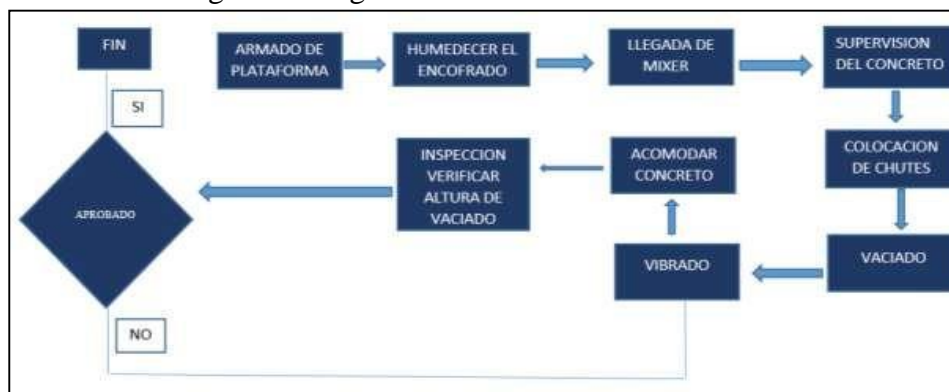 FIN
ARMADO DE
PLATAFORMA
HUMEDECER EL
ENCOFRADO
LLEGADA DE
MIXER
SUPERVISION
DEL CONCRETO
SI
COLOCACION
DE CHUTES
INSPECCION
VERIFICAR
ALTURA DE
VACIADO
ACOMODAR
CONCRETO
APROBADO
VIBRADO
VACIADO
NO